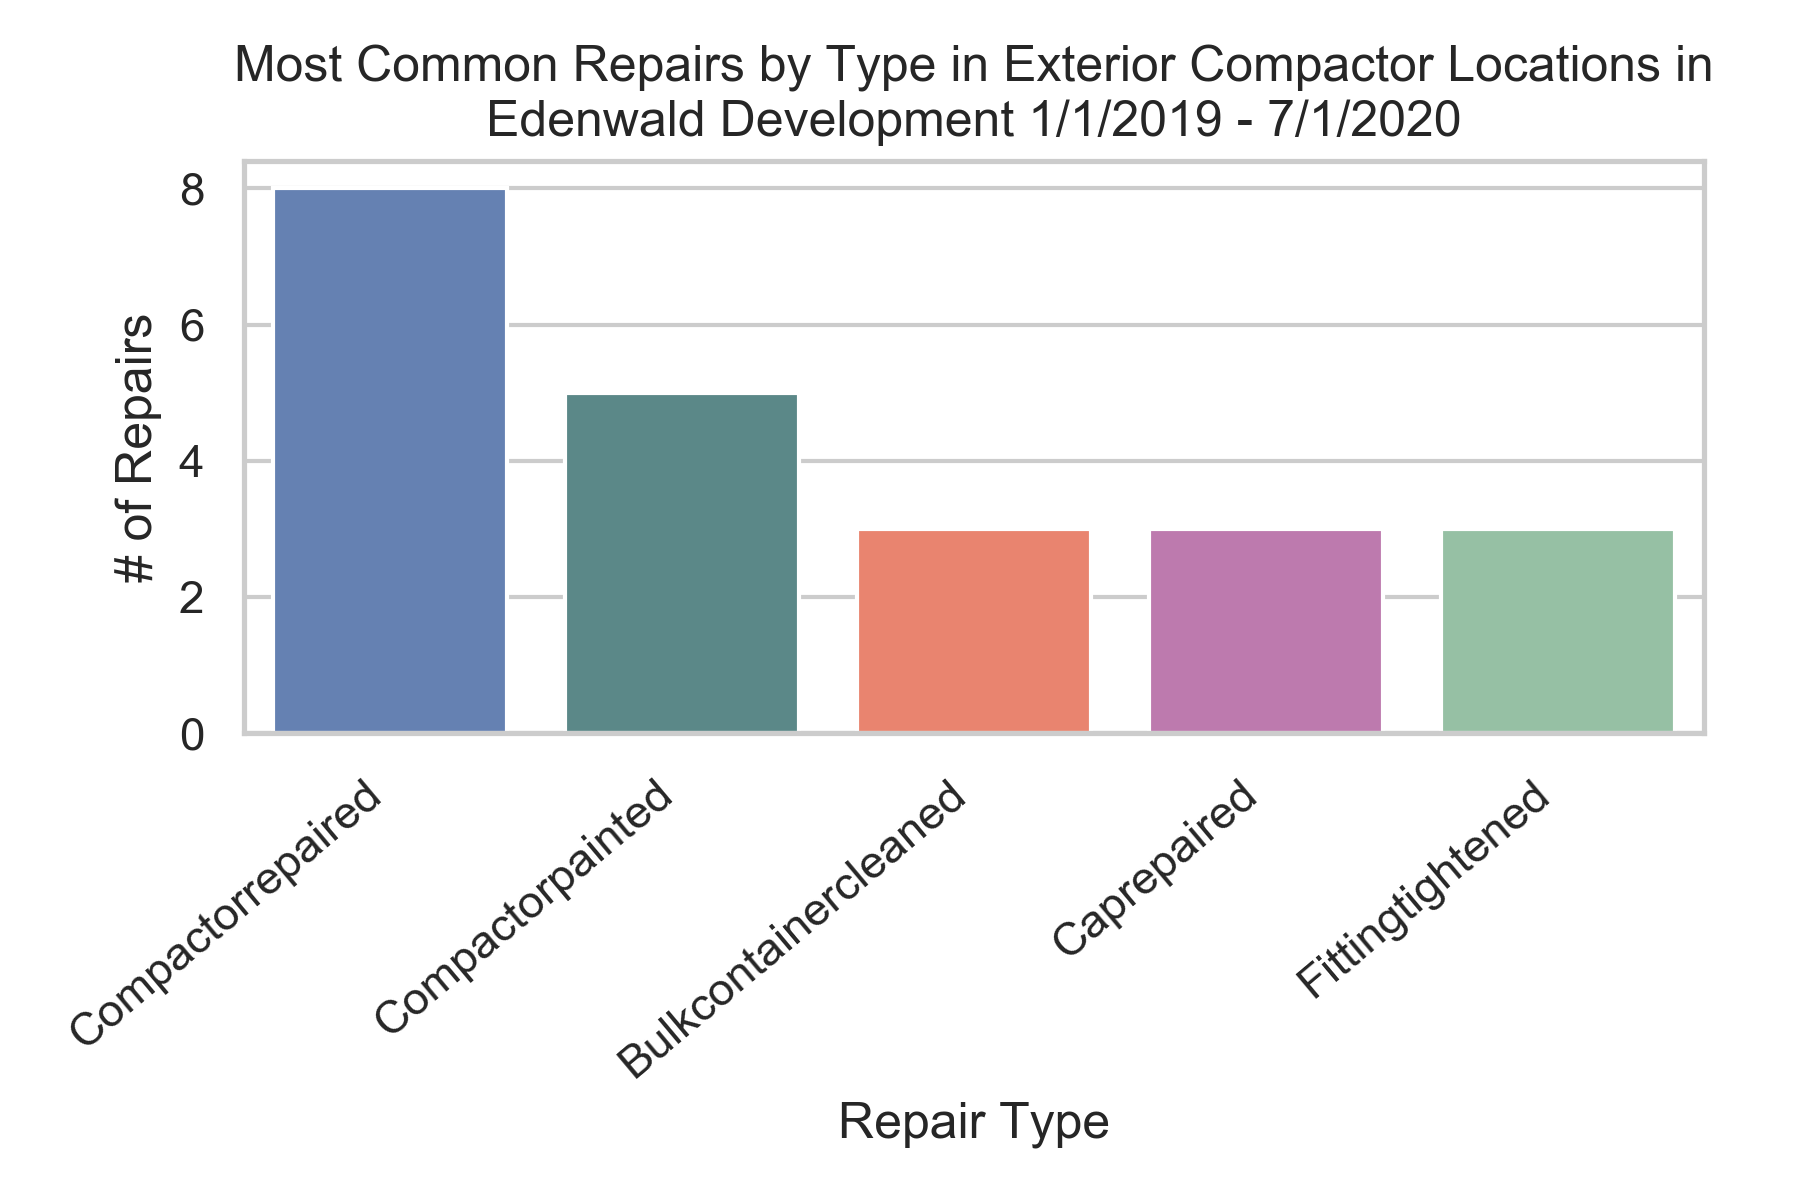 Most Common Repairs by Type in Exterior Compactor Locations in
Edenwald Development 1/1/2019 - 7/1/2020
# of Repairs
8
6
4
2
0
Compactorrepaired
Compactorpainted
Bulkcontainercleaned
Caprepaired
Fittingtightened
Repair Type